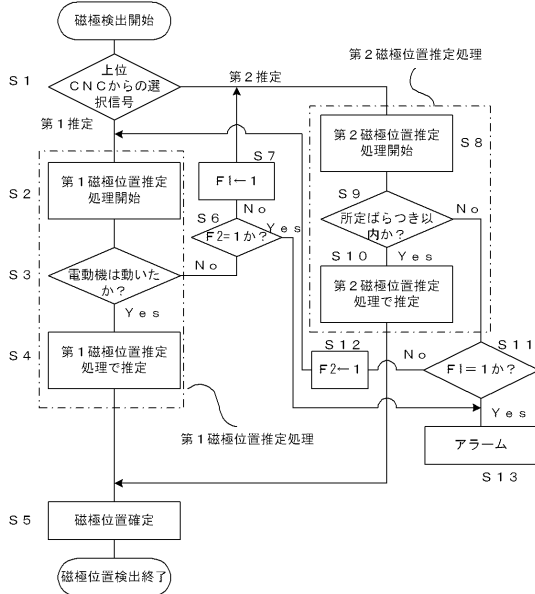 磁極検出開始
第2磁極位置推定処理
S1
上位
CNCからの選
択信号
第2推定
第1推定
S2
第1磁極位置推定
処理開始
S7
F1←1
No
S6
F2=1か?
Yes
S3
電動機は動いた
か?
No
Yes
S4
第1磁極位置推定
処理で推定
第1磁極位置推定処理
S8
第2磁極位置推定
処理開始
S9
所定ばらつき以
内か?
No
Yes
S10
第2磁極位置推定
処理で推定
S12
F2←1
No
S11
F1=1か?
Yes
アラーム
S13
S5
磁極位置確定
磁極位置検出終了